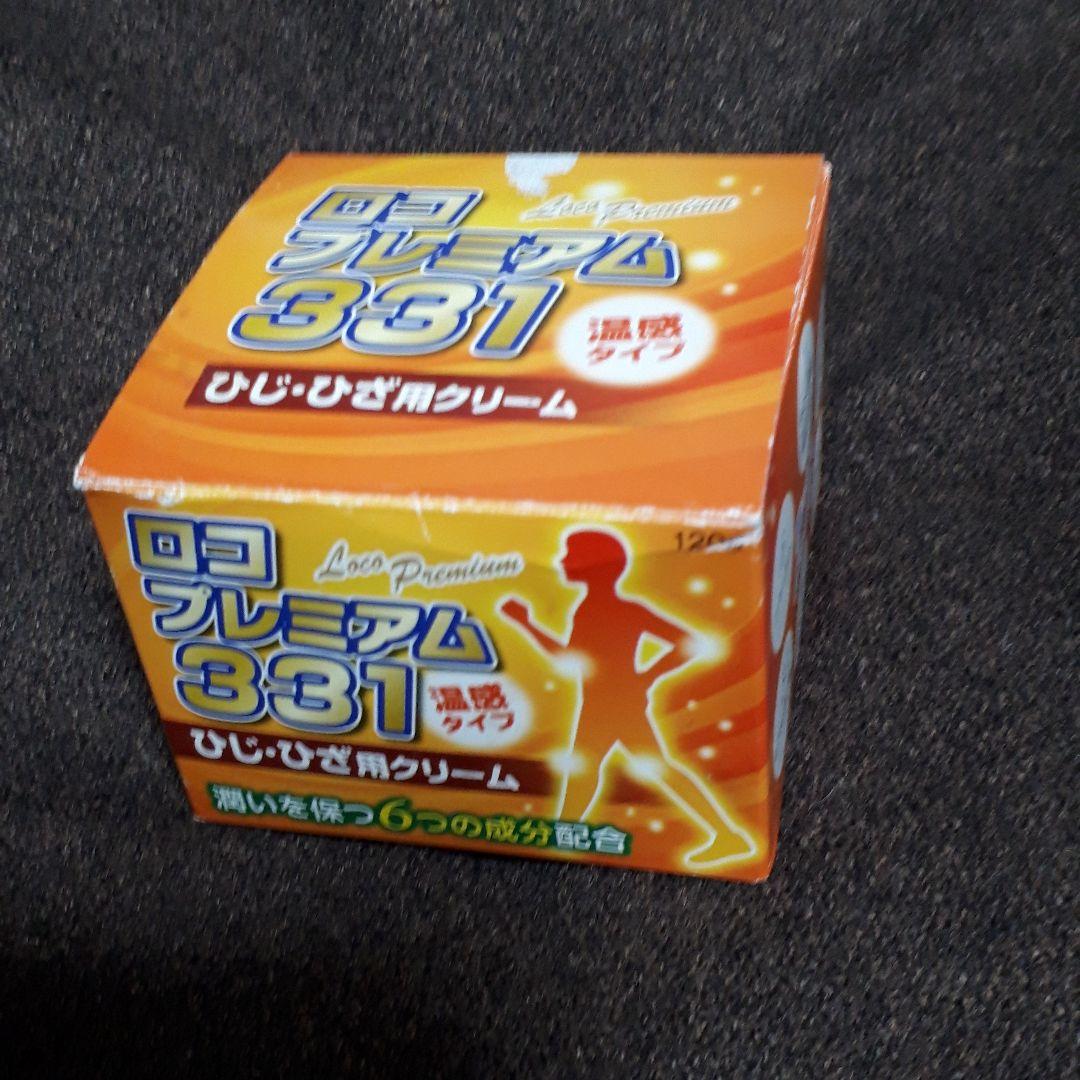 ロコ
Loco Premium
プレミアム
331
温感
タイプ
ひじ・ひざ用クリーム
ロコ
Loco Premium
プレミアム
331
温感
タイプ
ひじ・ひざ用クリーム
潤いを保つ6つの成分配合
120g